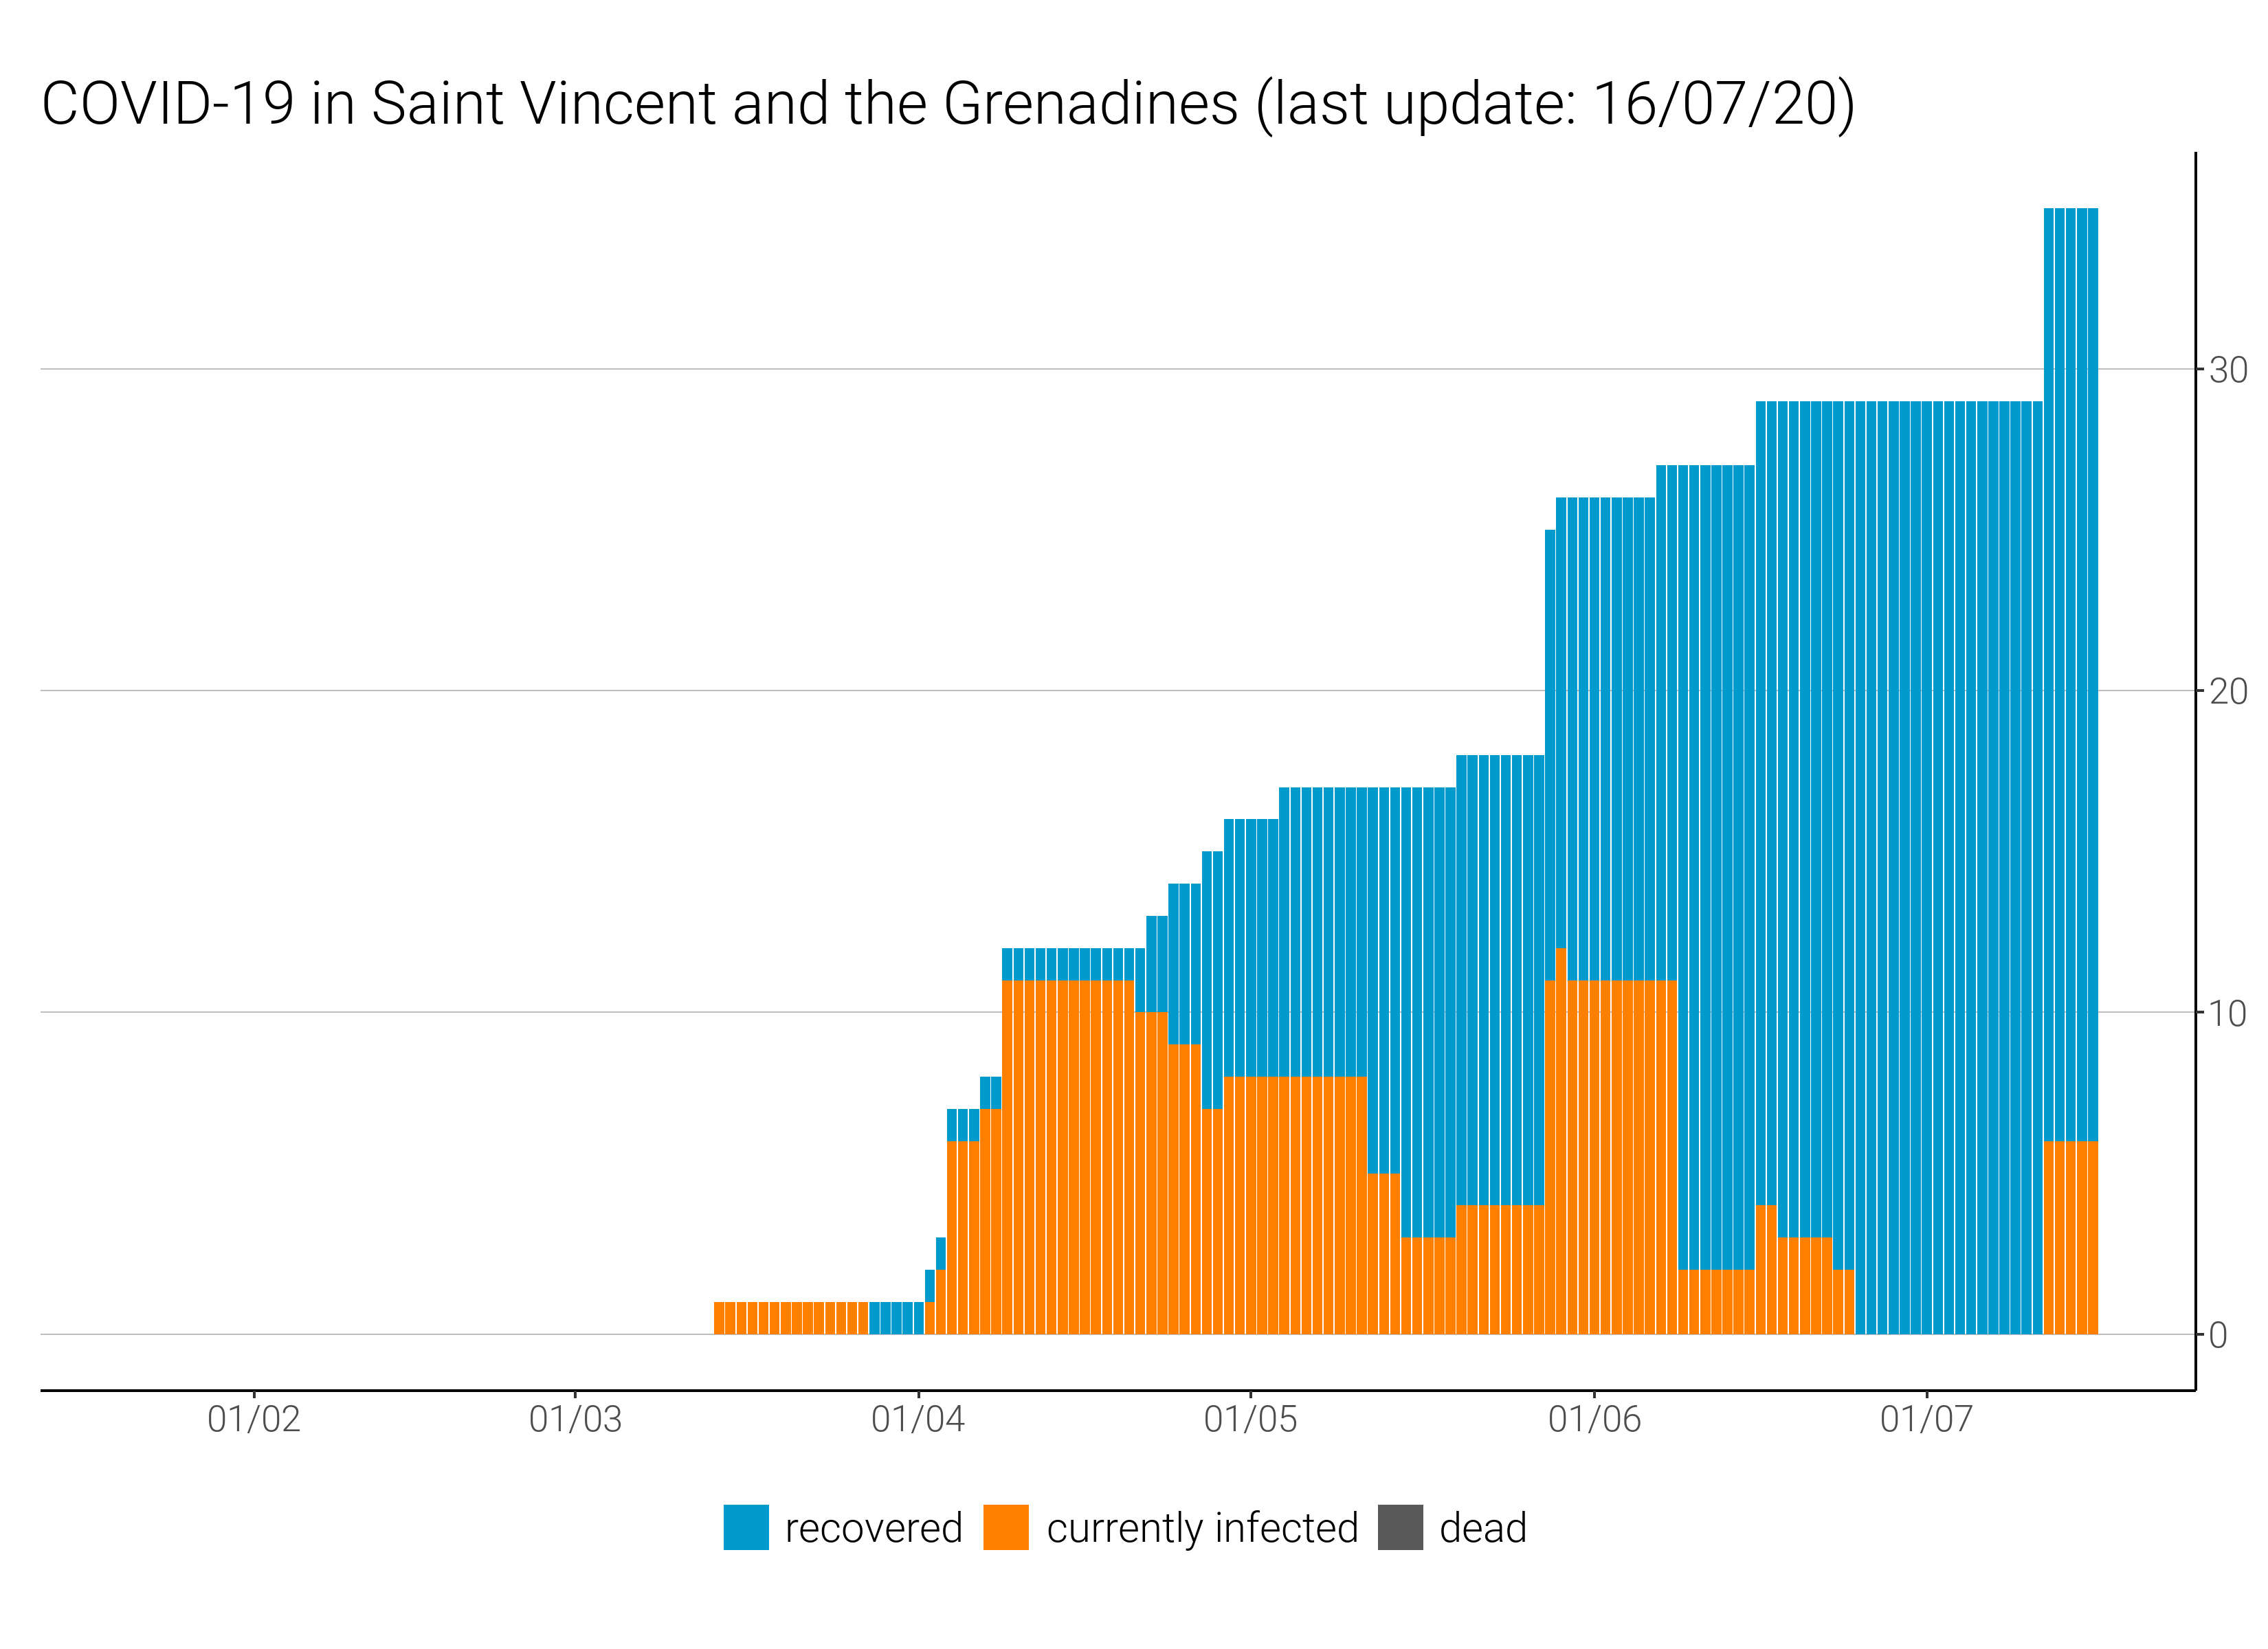 COVID-19 in Saint Vincent and the Grenadines (last update: 16/07/20)
30
20
10
0
01/02 01/03 01/04 01/05 01/06 01/07
recovered currently infected dead